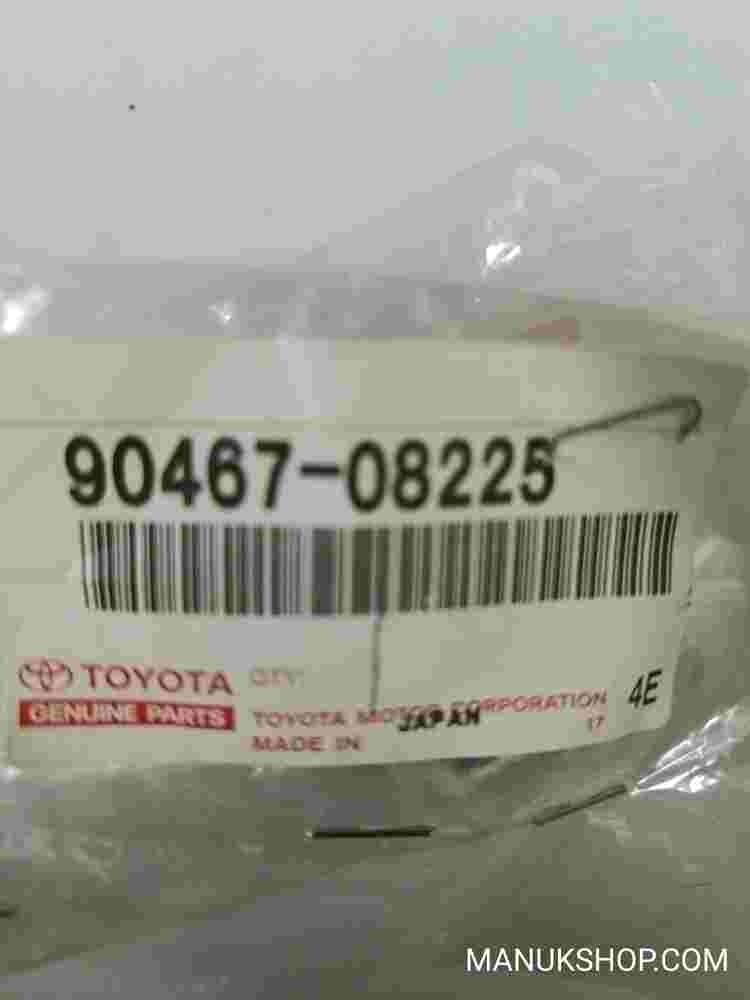 90467-08225
TOYOTA QTY.
GENUINE PARTS
TOYOTA MOTOR CORPORATION
JAPAN 17
MADE IN
4E
MANUKSHOP.COM